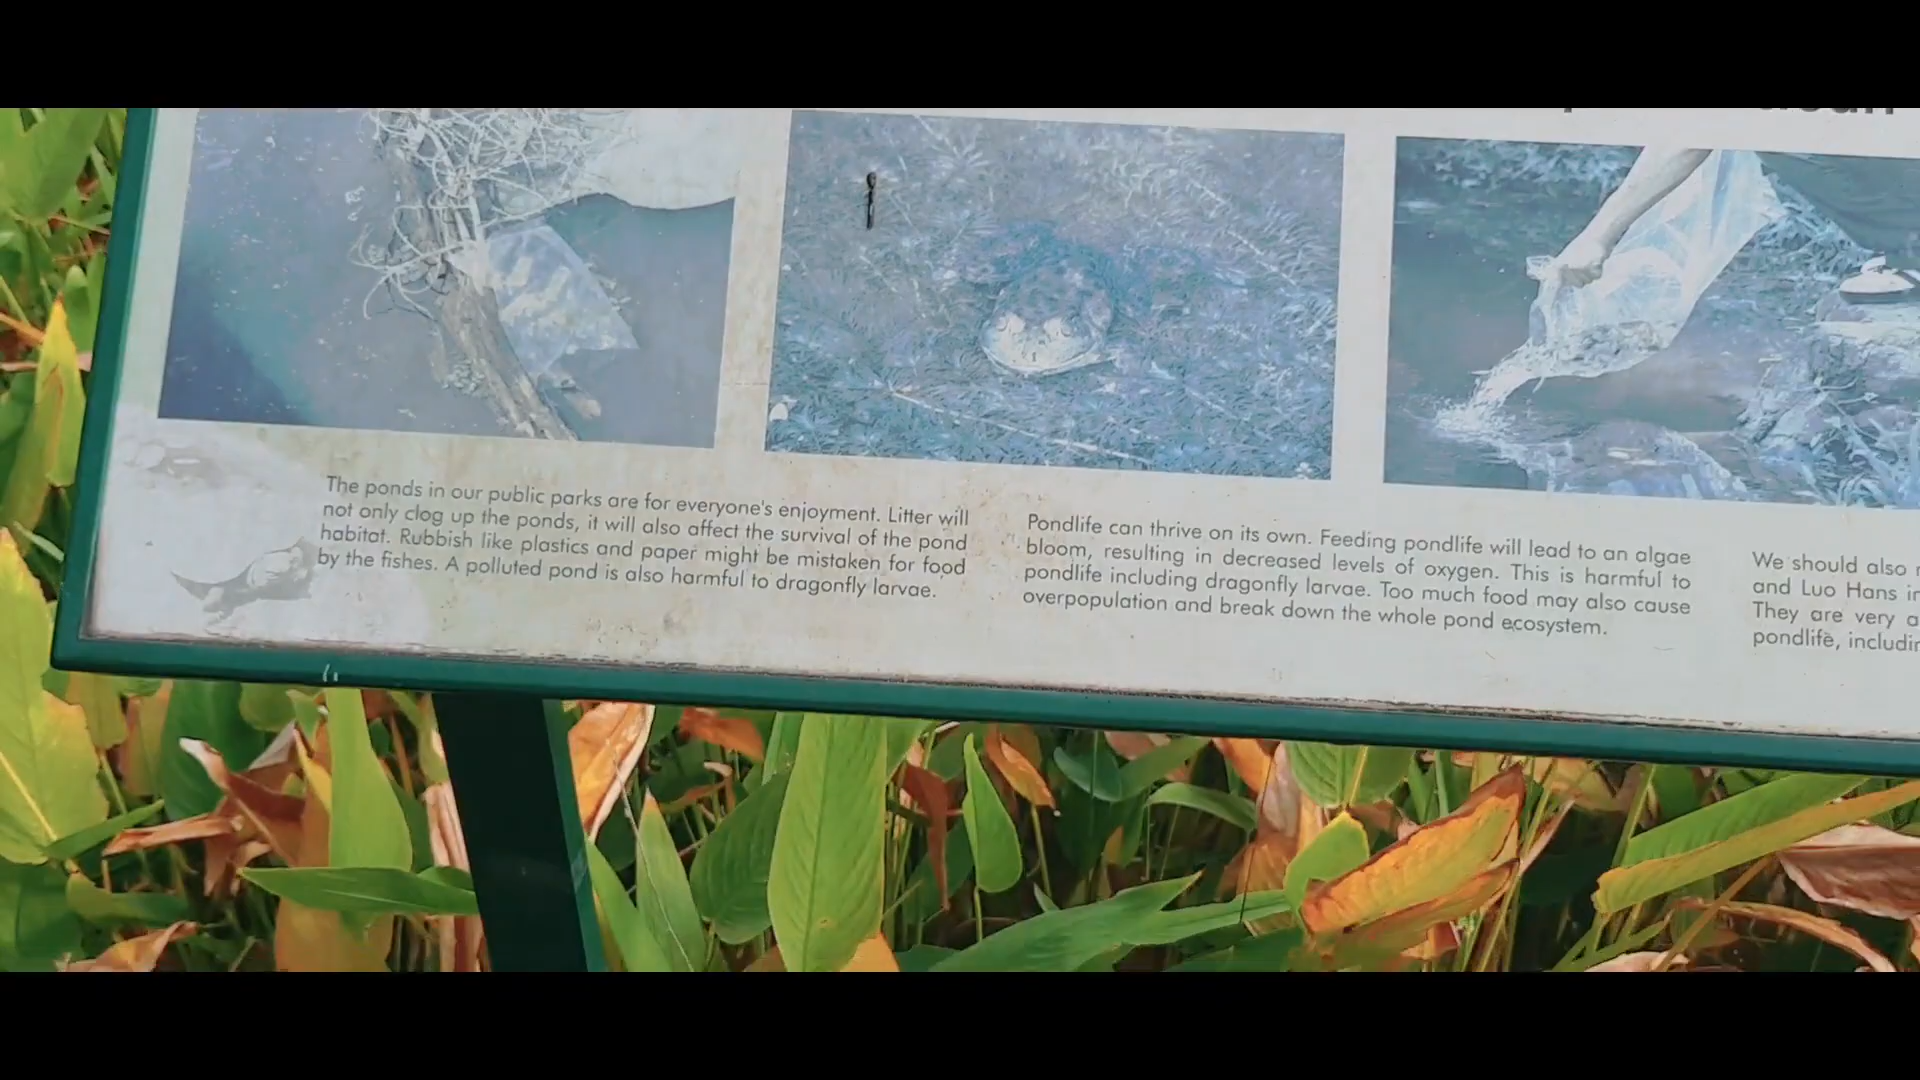 The ponds in our public parks are for everyone's enjoyment. Litter will
not only clog up the ponds, it will also affect the survival of the pond
habitat. Rubbish like plastics and paper might be mistaken for food
by the fishes. A polluted pond is also harmful to dragonfly larvae.
Pondlife can thrive on its own. Feeding pondlife will lead to an algae
bloom, resulting in decreased levels of oxygen. This is harmful to
pondlife including dragonfly larvae. Too much food may also cause
overpopulation and break down the whole pond ecosystem.
We should also
and Luo Hans
They are very
pondlife,